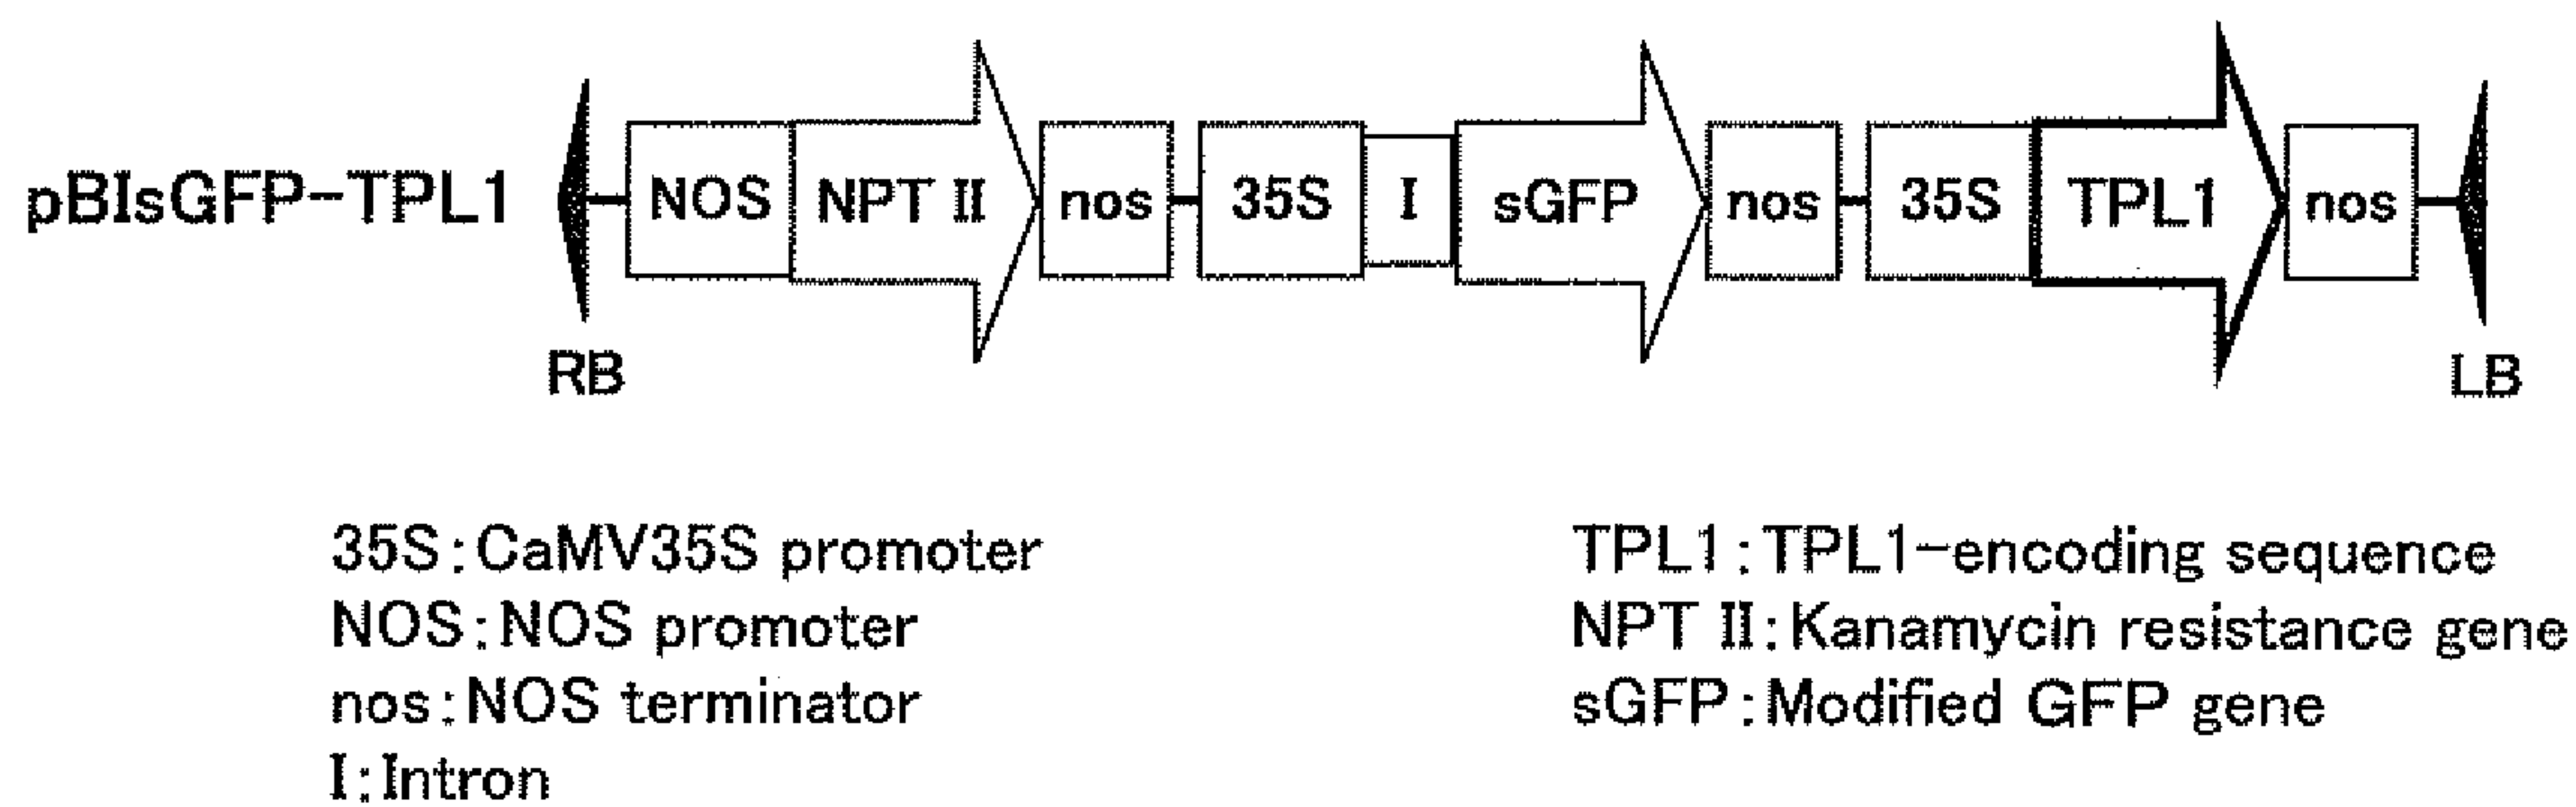 pBIsGFP-TPL1 NOS NPT II nos 35S I sGFP nos 35S TPL1 nos
RB LB
35S:CaMV35S promoter
NOS:NOS promoter
nos:NOS terminator
I:Intron
TPL1:TPL1-encoding sequence
NPT II:Kanamycin resistance gene
sGFP:Modified GFP gene